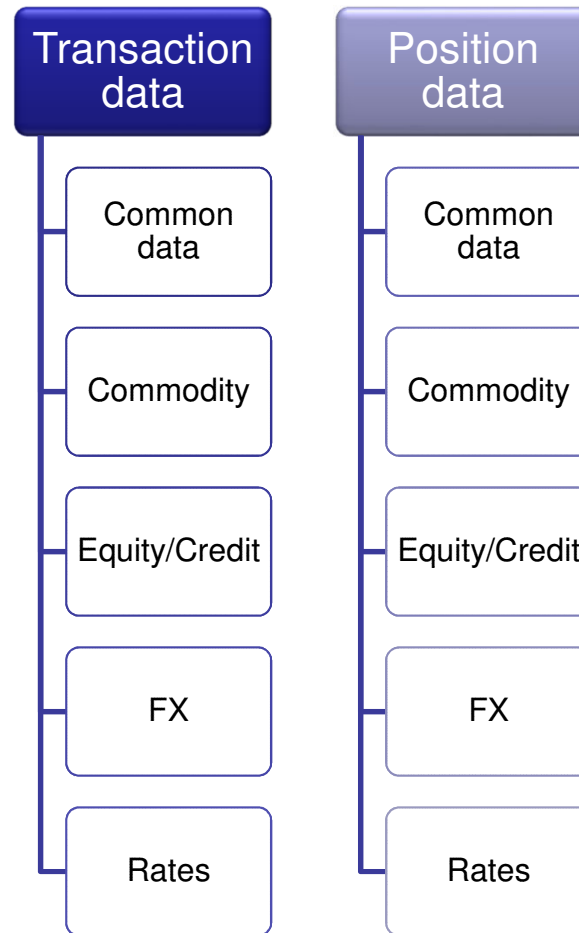 Transaction
data
Common
data
Commodity
Equity/Credit
FX
Rates
Position
data
Common
data
Commodity
Equity/Credit
FX
Rates